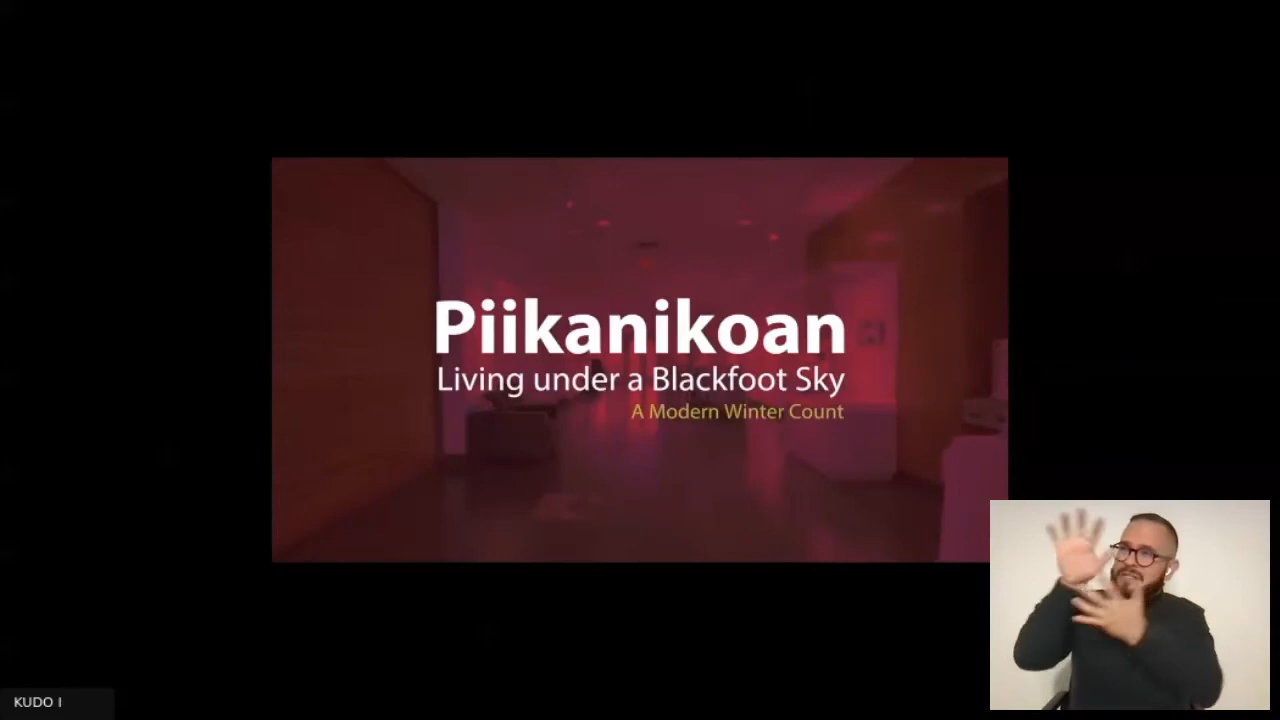 Piikanikoan
Living under a Blackfoot Sky
A Modern Winter Count
KUDO I